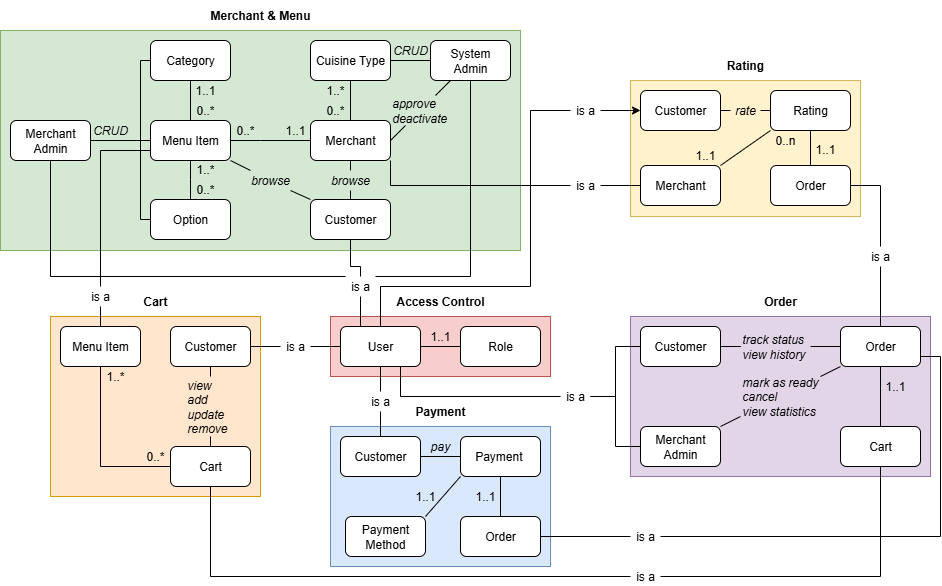 Merchant & Menu
Category
Cuisine Type
CRUD
System
Admin
1..1
0..*
1..*
0..*
approve
deactivate
Merchant
Admin
CRUD
Menu Item
0..*
1..1
Merchant
1..*
0..*
browse
browse
Option
Customer
Rating
is a
Customer
rate
Rating
0..n
1..1
1..1
is a
Merchant
Order
is a
is a
is a
Cart
Menu Item
Customer
1..*
view
add
update
remove
0..*
Cart
is a
Access Control
User
1..1
Role
is a
is a
Payment
Customer
pay
Payment
1..1
1..1
Payment
Method
Order
Order
Customer
track status
view history
Order
mark as ready
cancel
view statistics
1..1
Merchant
Admin
Cart
is a
is a